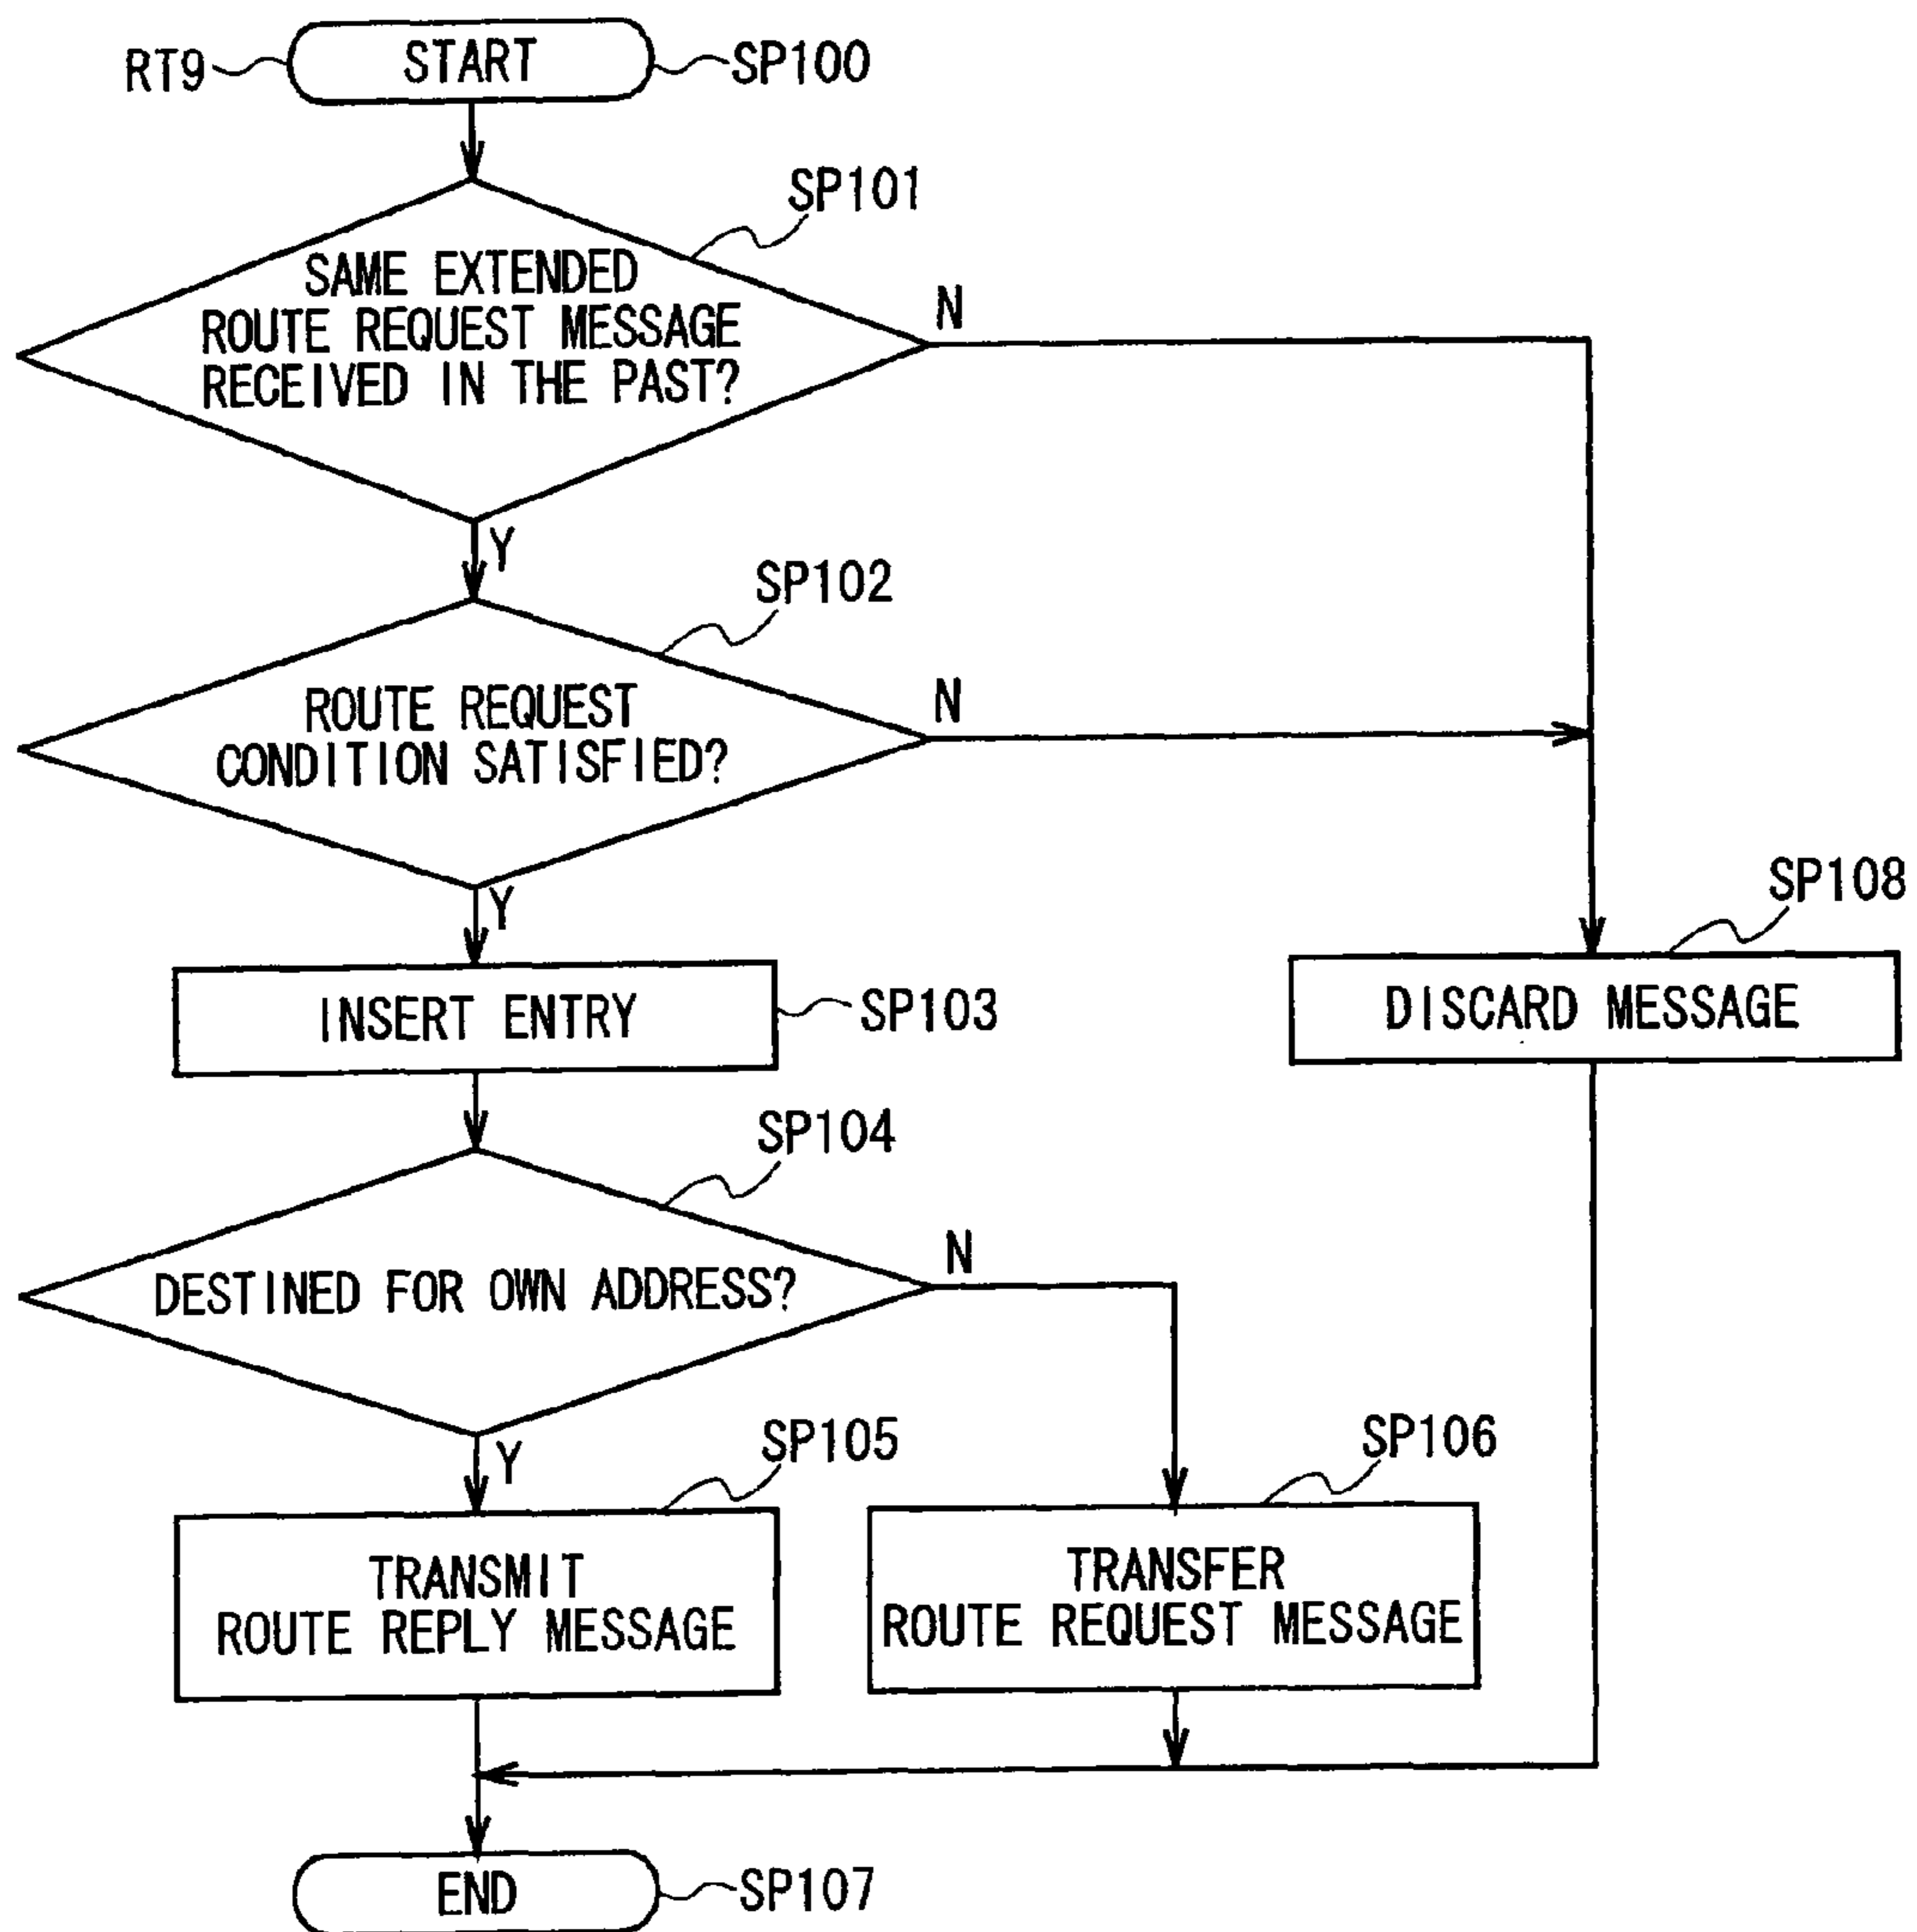 RT9
START
SP100
SP101
SAME EXTENDED
ROUTE REQUEST MESSAGE
RECEIVED IN THE PAST?
N
Y
SP102
ROUTE REQUEST
CONDITION SATISFIED?
N
Y
SP108
INSERT ENTRY
SP103
DISCARD MESSAGE
SP104
DESTINED FOR OWN ADDRESS?
N
Y
SP105
SP106
TRANSMIT
ROUTE REPLY MESSAGE
TRANSFER
ROUTE REQUEST MESSAGE
END
SP107